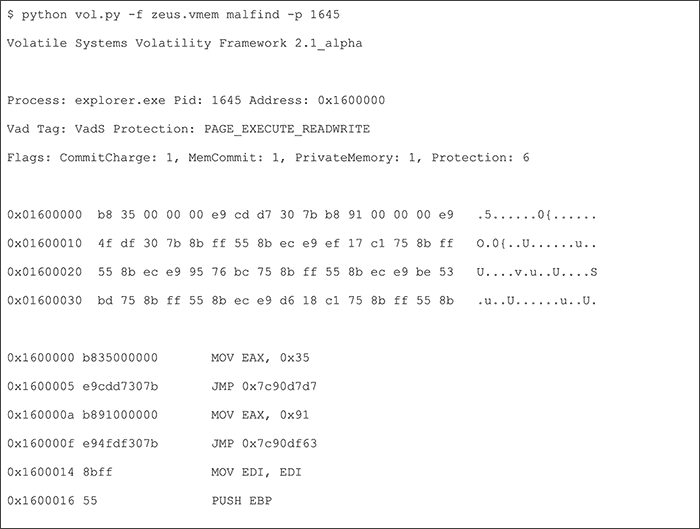 $ python vol.py -f zeus.vmem malfind -p 1645
Volatile Systems Volatility Framework 2.1_alpha
Process: explorer.exe Pid: 1645 Address: 0x1600000
Vad Tag: VadS Protection: PAGE_EXECUTE_READWRITE
Flags: CommitCharge: 1, MemCommit: 1, PrivateMemory: 1, Protection: 6
0x01600000 b8 35 00 00 00 e9 cd d7 30 7b b8 91 00 00 00 e9 .5......0{......
0x01600010 4f df 30 7b 8b ff 55 8b ec e9 ef 17 c1 75 8b ff O.0{..U......u..
0x01600020 55 8b ec e9 95 76 bc 75 8b ff 55 8b ec e9 be 53 U....v.u..U....S
0x01600030 bd 75 8b ff 55 8b ec e9 d6 18 c1 75 8b ff 55 8b .u..U......u..U.
0x1600000 b835000000 MOV EAX, 0x35
0x1600005 e9cdd7307b JMP 0x7c90d7d7
0x160000a b891000000 MOV EAX, 0x91
0x160000f e94fdf307b JMP 0x7c90df63
0x1600014 8bff MOV EDI, EDI
0x1600016 55 PUSH EBP